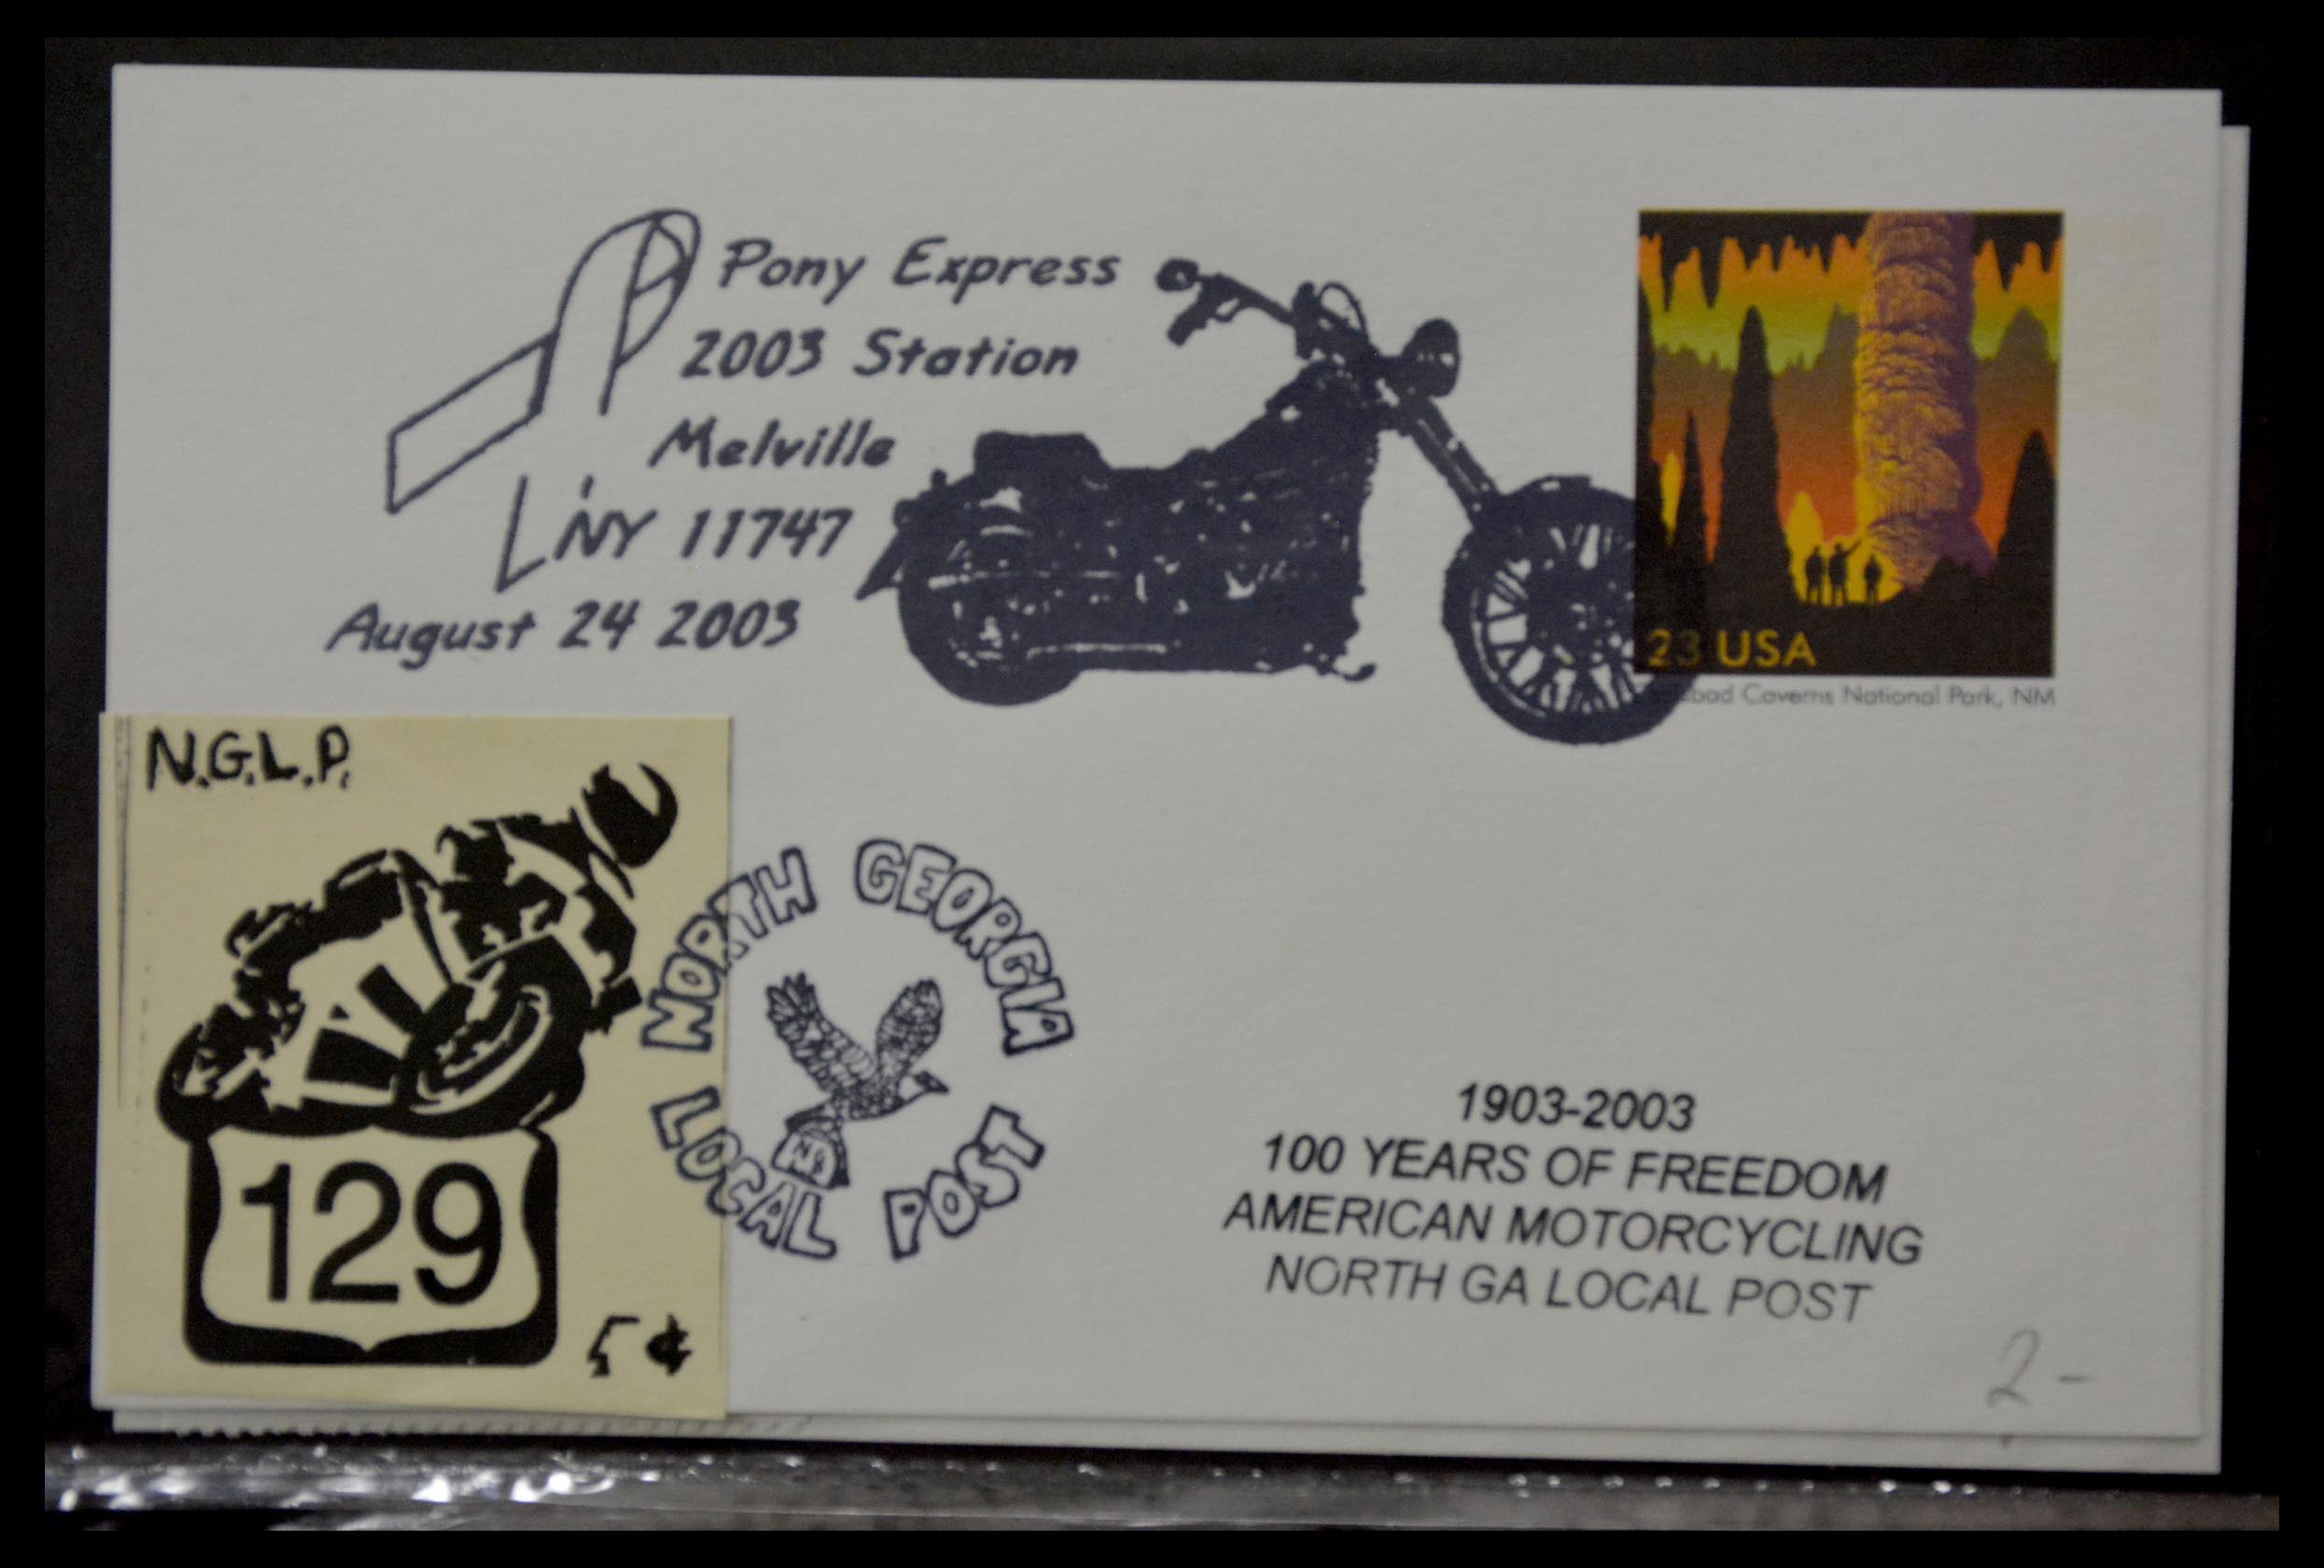 Pony Express
2003 Station
Melville
NY 11747
August 24 2003
23 USA
Caverns National Park, NM
N.G.L.P.
129
5¢
NORTH GEORGIA
LOCAL POST
1903-2003
100 YEARS OF FREEDOM
AMERICAN MOTORCYCLING
NORTH GA LOCAL POST
2-